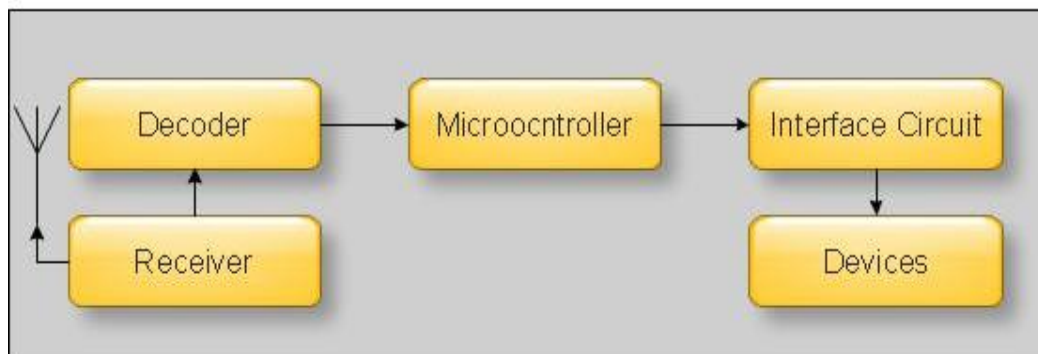 Decoder
Microocntroller
Interface Circuit
Receiver
Devices